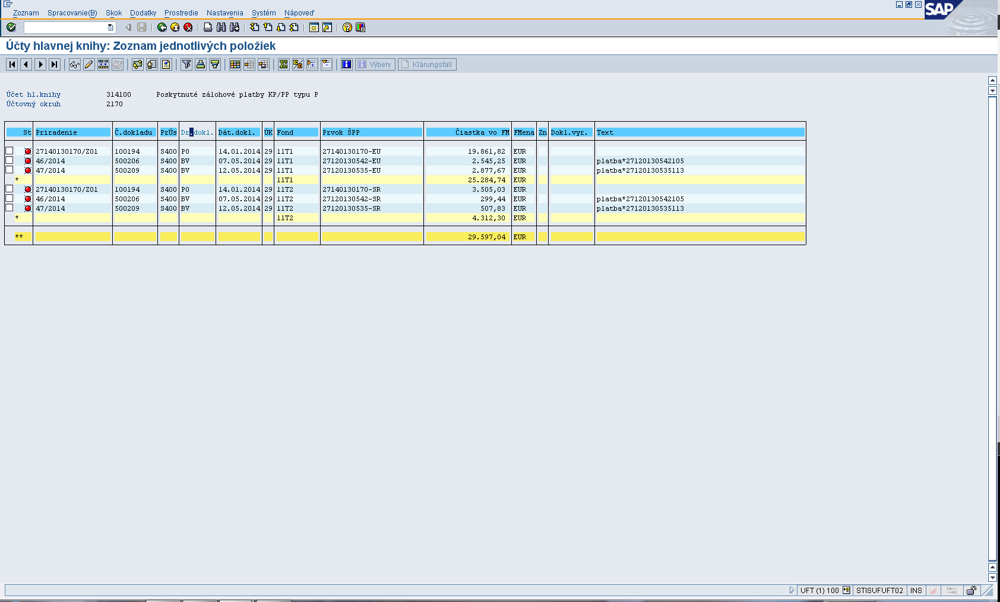 Zoznam Spracovanie(B) Skok Dodatky Prostredie Nastavenia Systém Nápoveď
SAP
Účty hlavnej knihy: Zoznam jednotlivých položiek
Výbery Klärungsfall
Účet hl.knihy 314100 Poskytnuté zálohové platby KP/PP typu P
Účtovný okruh 2170
St Priradenie Č.dokladu PrÚs Dr.dokl. Dát.dokl. ÚK Fond Prvok ŠPP Čiastka vo FM FMena Zn Dokl.vyr. Text
27140130170/Z01 100194 S400 PO 14.01.2014 29 11T1 27140130170-EU 19.861,82 EUR
46/2014 500206 S400 BV 07.05.2014 29 11T1 27120130542-EU 2.545,25 EUR platba*27120130542105
47/2014 500209 S400 BV 12.05.2014 29 11T1 27120130535-EU 2.877,67 EUR platba*27120130535113
* 11T1 25.284,74 EUR
27140130170/Z01 100194 S400 PO 14.01.2014 29 11T2 27140130170-SR 3.505,03 EUR
46/2014 500206 S400 BV 07.05.2014 29 11T2 27120130542-SR 299,44 EUR platba*27120130542105
47/2014 500209 S400 BV 12.05.2014 29 11T2 27120130535-SR 507,83 EUR platba*27120130535113
* 11T2 4.312,30 EUR
** 29.597,04 EUR
UFT (1) 100 STISUFUFT02 INS